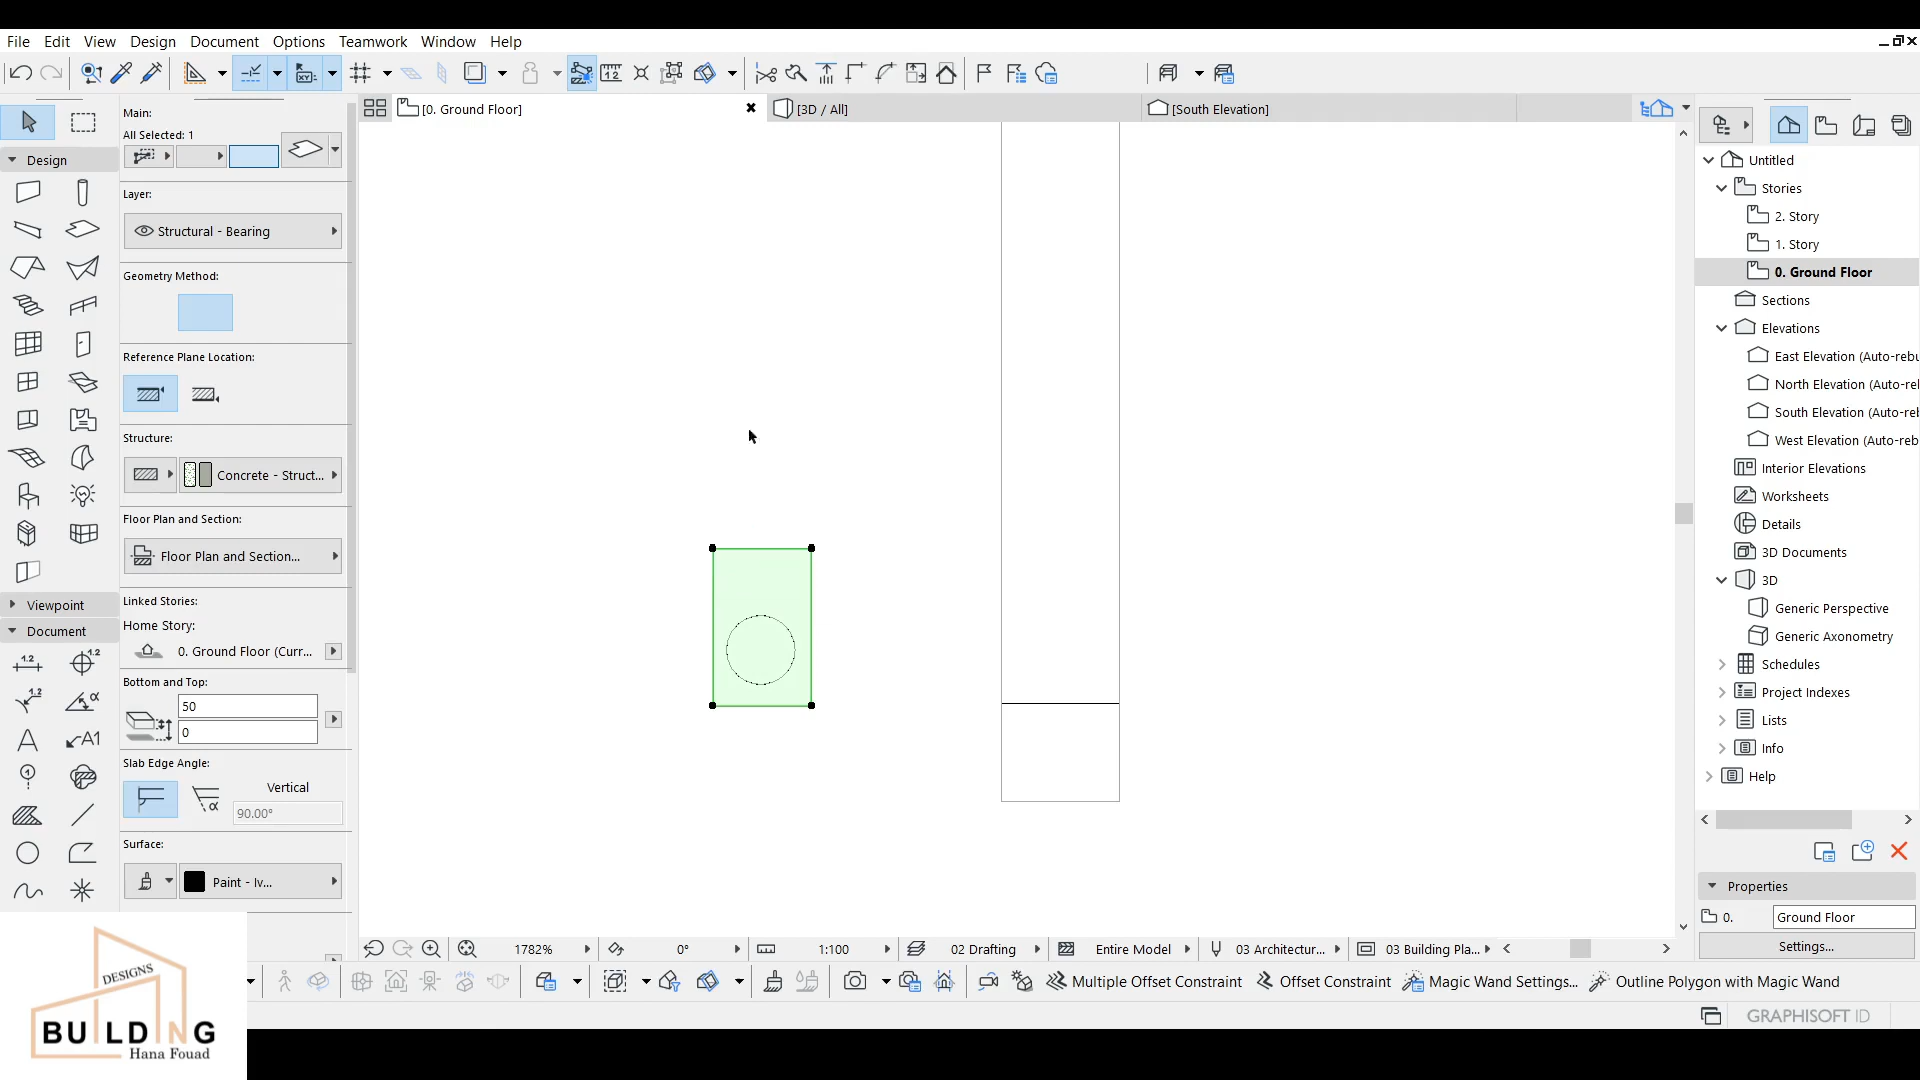 File Edit View Design Document Options Teamwork Window Help
[0. Ground Floor]
[3D / All]
[South Elevation]
Main:
All Selected: 1
Design
Layer:
Structural - Bearing
Geometry Method:
Reference Plane Location:
Structure:
Concrete - Struct...
Floor Plan and Section:
Floor Plan and Section...
Linked Stories:
Home Story:
0. Ground Floor (Curr...
Bottom and Top:
50
0
Slab Edge Angle:
Vertical
90.00°
Surface:
Paint - Iv...
Viewpoint
Document
1.2
1.2
1.2
A1
Untitled
Stories
2. Story
1. Story
0. Ground Floor
Sections
Elevations
East Elevation (Auto-rebu
North Elevation (Auto-rel
South Elevation (Auto-rel
West Elevation (Auto-reb
Interior Elevations
Worksheets
Details
3D Documents
3D
Generic Perspective
Generic Axonometry
Schedules
Project Indexes
Lists
Info
Help
Properties
0. Ground Floor
Settings...
1782% 0° 1:100 02 Drafting Entire Model 03 Architectur... 03 Building Pla...
Multiple Offset Constraint Offset Constraint Magic Wand Settings... Outline Polygon with Magic Wand
GRAPHISOFT ID
DESIGNS
BUILDING
Hana Fouad